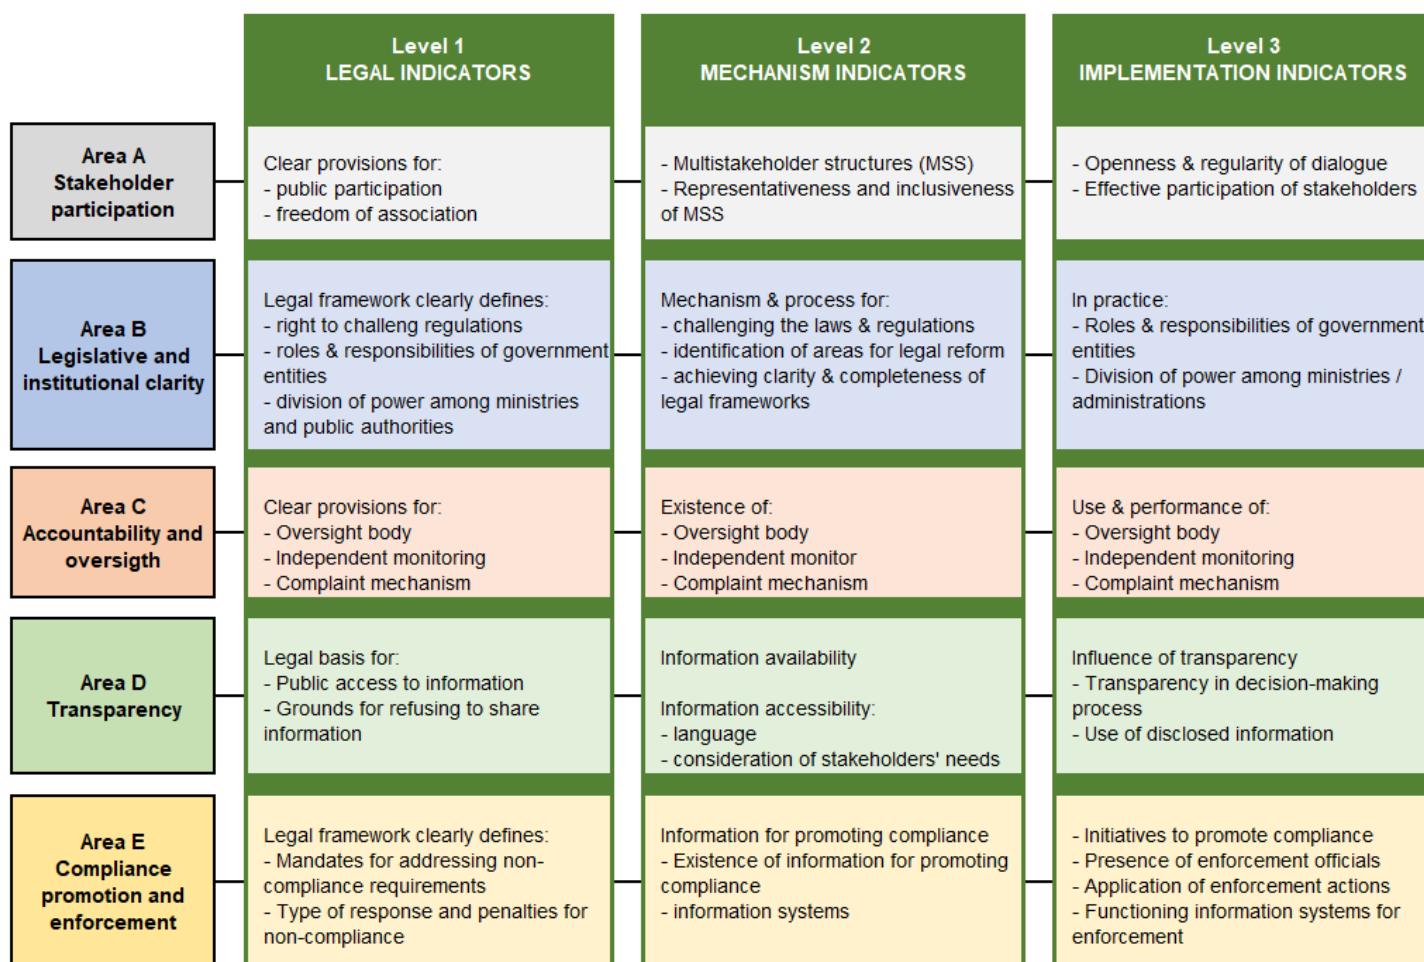 Level 1
LEGAL INDICATORS
Level 2
MECHANISM INDICATORS
Level 3
IMPLEMENTATION INDICATORS
Area A
Stakeholder
participation
Clear provisions for:
- public participation
- freedom of association
- Multistakeholder structures (MSS)
- Representativeness and inclusiveness
of MSS
- Openness & regularity of dialogue
- Effective participation of stakeholders
Area B
Legislative and
institutional clarity
Legal framework clearly defines:
- right to challeng regulations
- roles & responsibilities of government
entities
- division of power among ministries
and public authorities
Mechanism & process for:
- challenging the laws & regulations
- identification of areas for legal reform
- achieving clarity & completeness of
legal frameworks
In practice:
- Roles & responsibilities of government
entities
- Division of power among ministries /
administrations
Area C
Accountability and
oversigth
Clear provisions for:
- Oversight body
- Independent monitoring
- Complaint mechanism
Existence of:
- Oversight body
- Independent monitor
- Complaint mechanism
Use & performance of:
- Oversight body
- Independent monitoring
- Complaint mechanism
Area D
Transparency
Legal basis for:
- Public access to information
- Grounds for refusing to share
information
Information availability
Information accessibility:
- language
- consideration of stakeholders' needs
Influence of transparency
- Transparency in decision-making
process
- Use of disclosed information
Area E
Compliance
promotion and
enforcement
Legal framework clearly defines:
- Mandates for addressing non-
compliance requirements
- Type of response and penalties for
non-compliance
Information for promoting compliance
- Existence of information for promoting
compliance
- information systems
- Initiatives to promote compliance
- Presence of enforcement officials
- Application of enforcement actions
- Functioning information systems for
enforcement